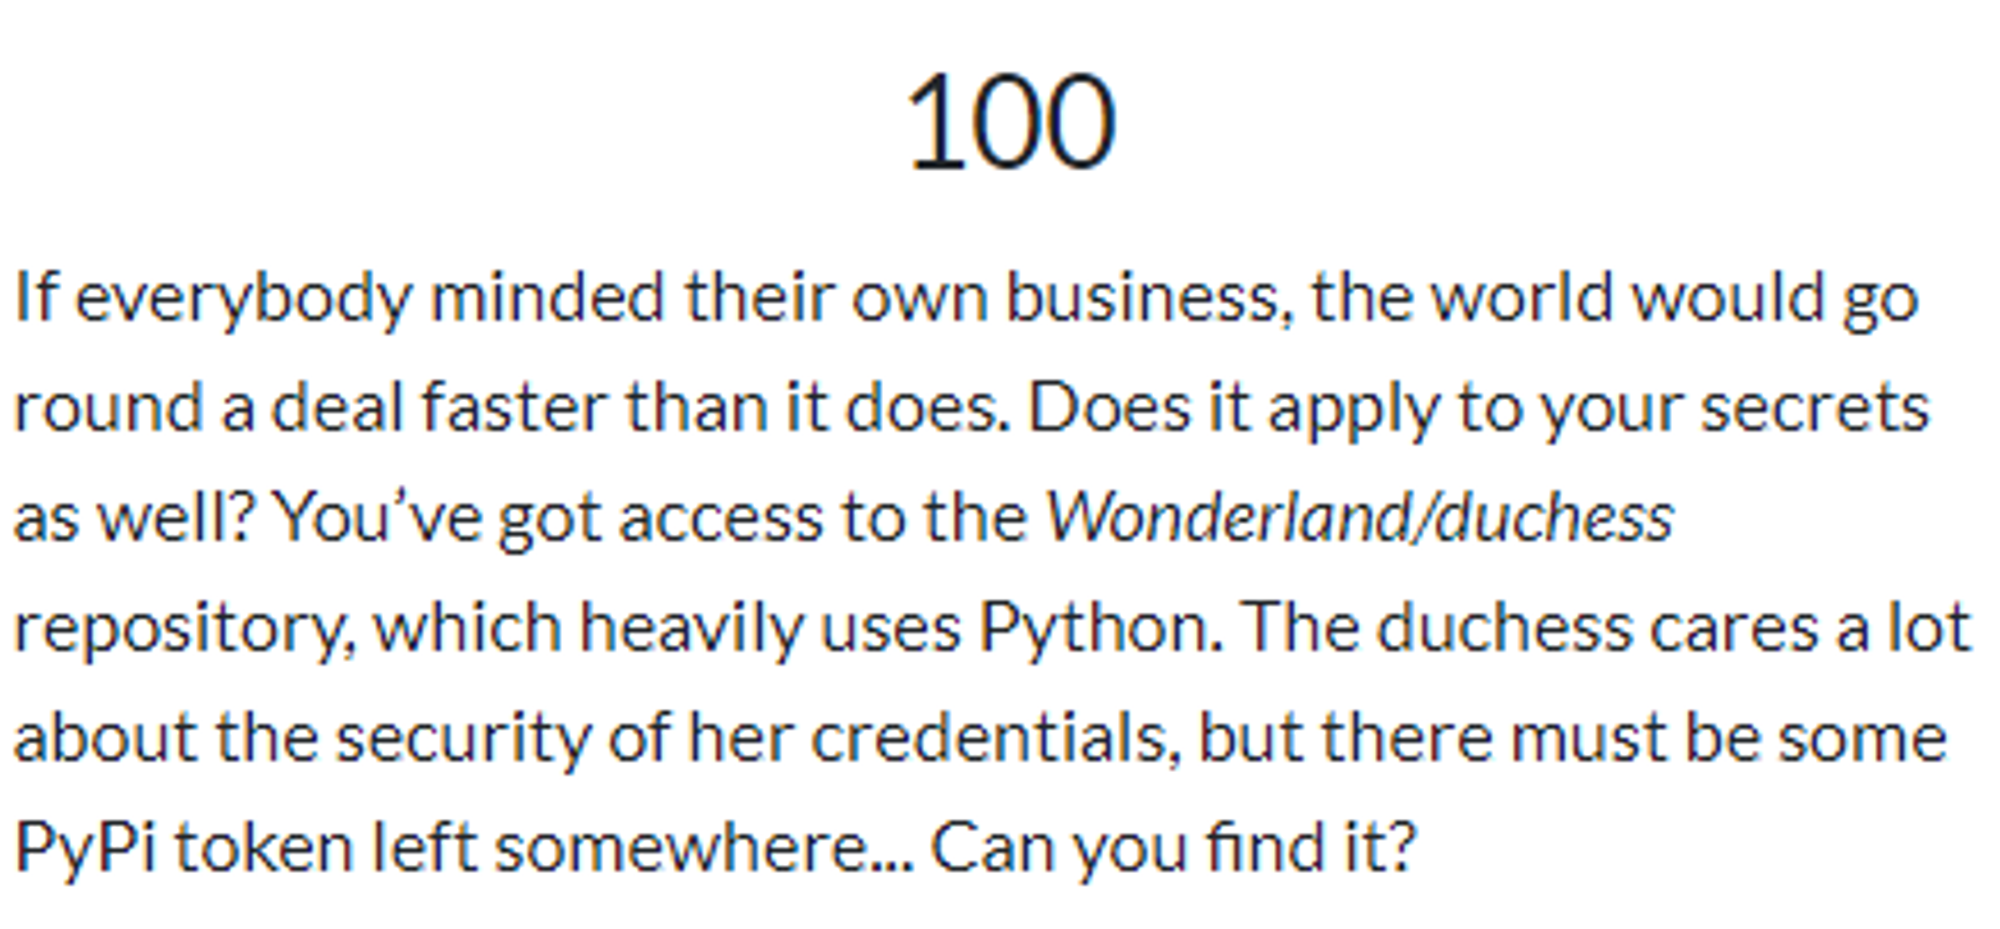 100
If everybody minded their own business, the world would go
round a deal faster than it does. Does it apply to your secrets
as well? You’ve got access to the Wonderland/duchess
repository, which heavily uses Python. The duchess cares a lot
about the security of her credentials, but there must be some
PyPi token left somewhere... Can you find it?